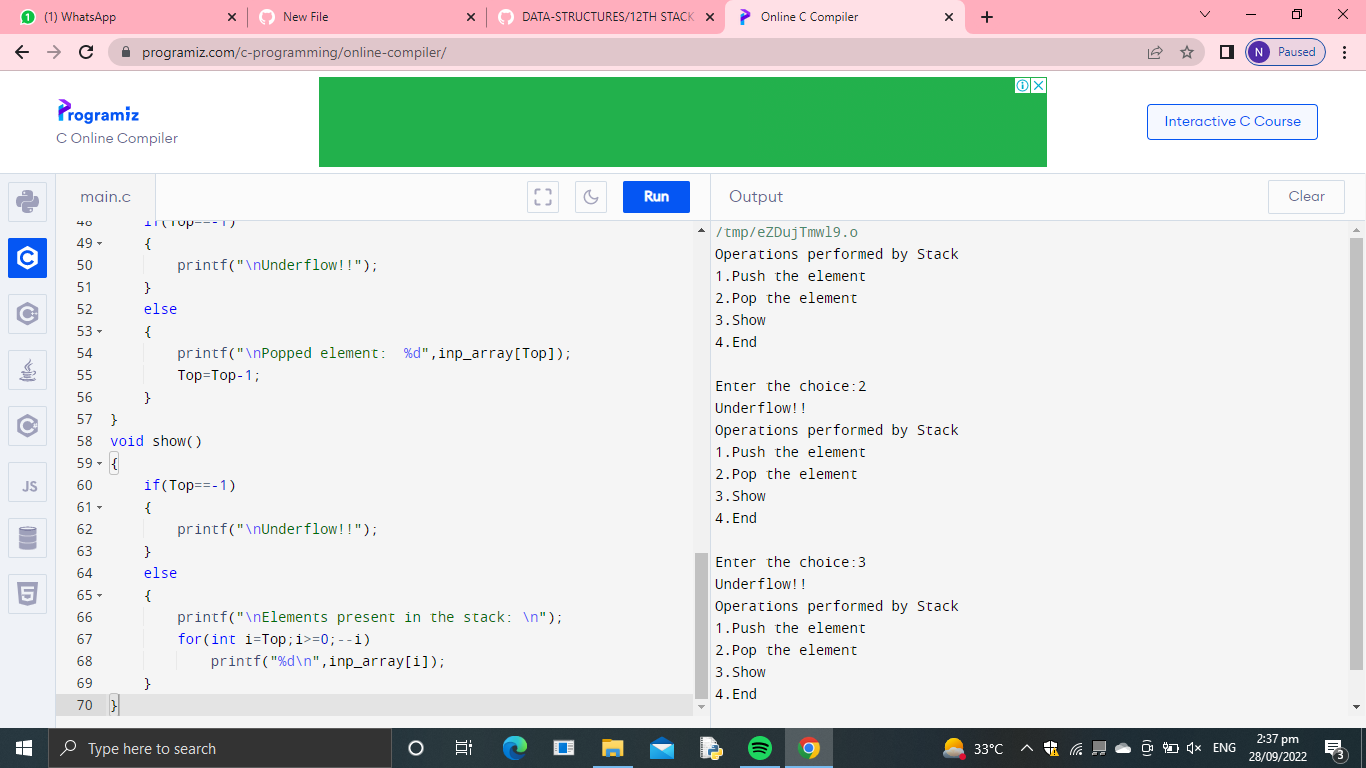 (1) WhatsApp
New File
DATA-STRUCTURES/12TH STACK
Online C Compiler
programiz.com/c-programming/online-compiler/
N Paused
Programiz
C Online Compiler
Interactive C Course
main.c
Run
Output
Clear
48 if(Top==-1)
49 {
50 printf("\nUnderflow!!");
51 }
52 else
53 {
54 printf("\nPopped element:  %d",inp_array[Top]);
55 Top=Top-1;
56 }
57 }
58 void show()
59 {
60 if(Top==-1)
61 {
62 printf("\nUnderflow!!");
63 }
64 else
65 {
66 printf("\nElements present in the stack: \n");
67 for(int i=Top;i>=0;--i)
68 printf("%d\n",inp_array[i]);
69 }
70 }
/tmp/eZDujTmwl9.o
Operations performed by Stack
1.Push the element
2.Pop the element
3.Show
4.End
Enter the choice:2
Underflow!!
Operations performed by Stack
1.Push the element
2.Pop the element
3.Show
4.End
Enter the choice:3
Underflow!!
Operations performed by Stack
1.Push the element
2.Pop the element
3.Show
4.End
JS
Type here to search
33°C
ENG
2:37 pm
28/09/2022
3